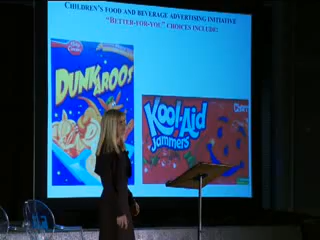 CHILDREN'S FOOD AND BEVERAGE ADVERTISING INITIATIVE
"BETTER-FOR-YOU" CHOICES INCLUDE:
DUNKAROOS
Kool-Aid
Jammers